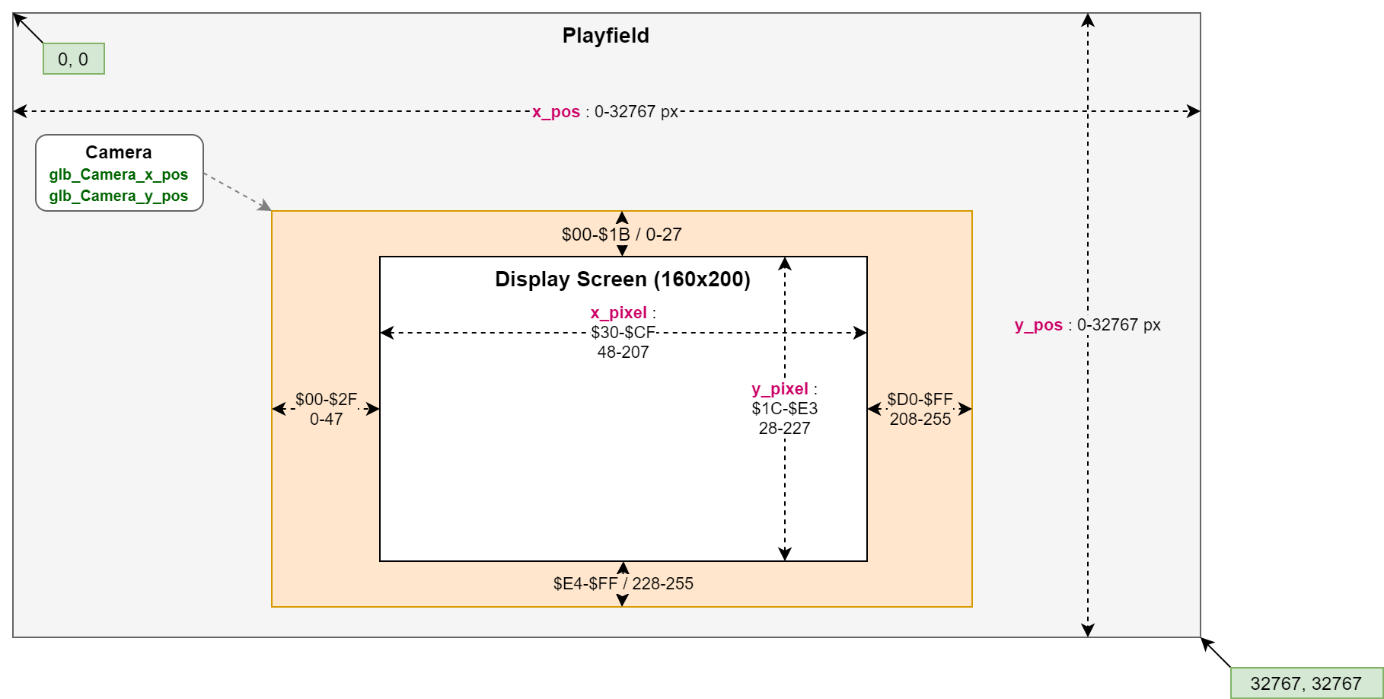 Playfield
0, 0
x_pos : 0-32767 px
Camera
glb_Camera_x_pos
glb_Camera_y_pos
$00-$1B / 0-27
Display Screen (160x200)
x_pixel :
$30-$CF
48-207
y_pos : 0-32767 px
$00-$2F
0-47
y_pixel :
$1C-$E3
28-227
$D0-$FF
208-255
$E4-$FF / 228-255
32767, 32767